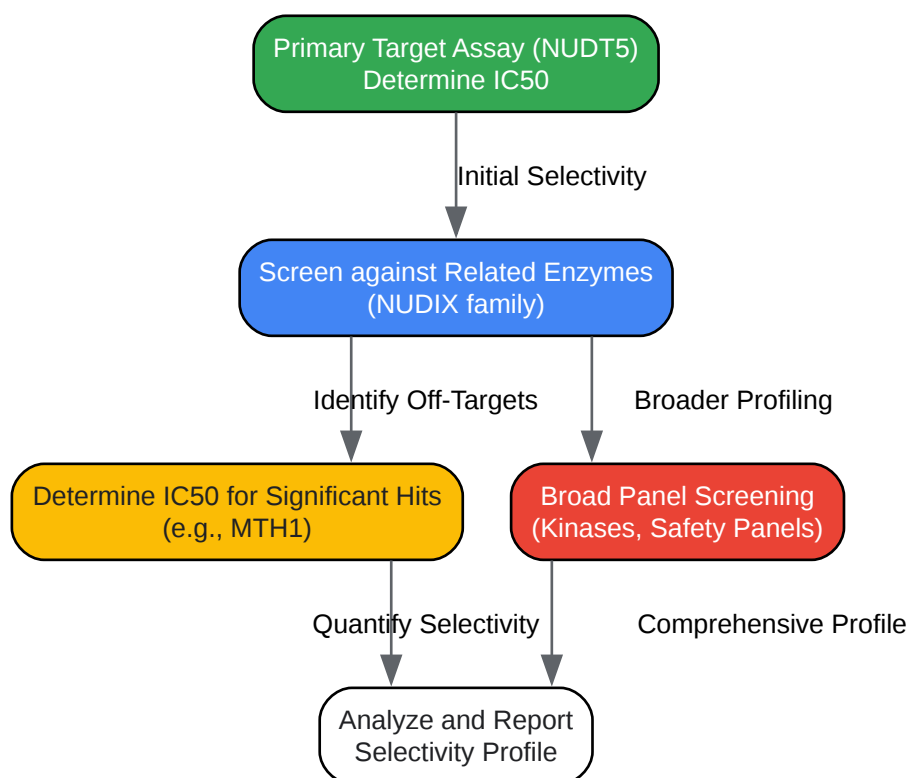 Primary Target Assay (NUDT5)
Determine IC50
Initial Selectivity
Screen against Related Enzymes
(NUDIX family)
Identify Off-Targets
Broader Profiling
Determine IC50 for Significant Hits
(e.g., MTH1)
Broad Panel Screening
(Kinases, Safety Panels)
Quantify Selectivity
Comprehensive Profile
Analyze and Report
Selectivity Profile